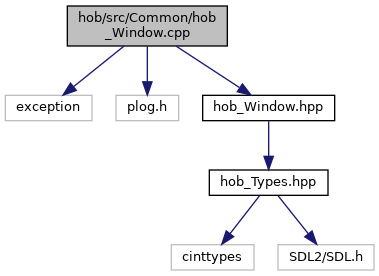 hob/src/Common/hob
_Window.cpp
exception
plog.h
hob_Window.hpp
hob_Types.hpp
cinttypes
SDL2/SDL.h